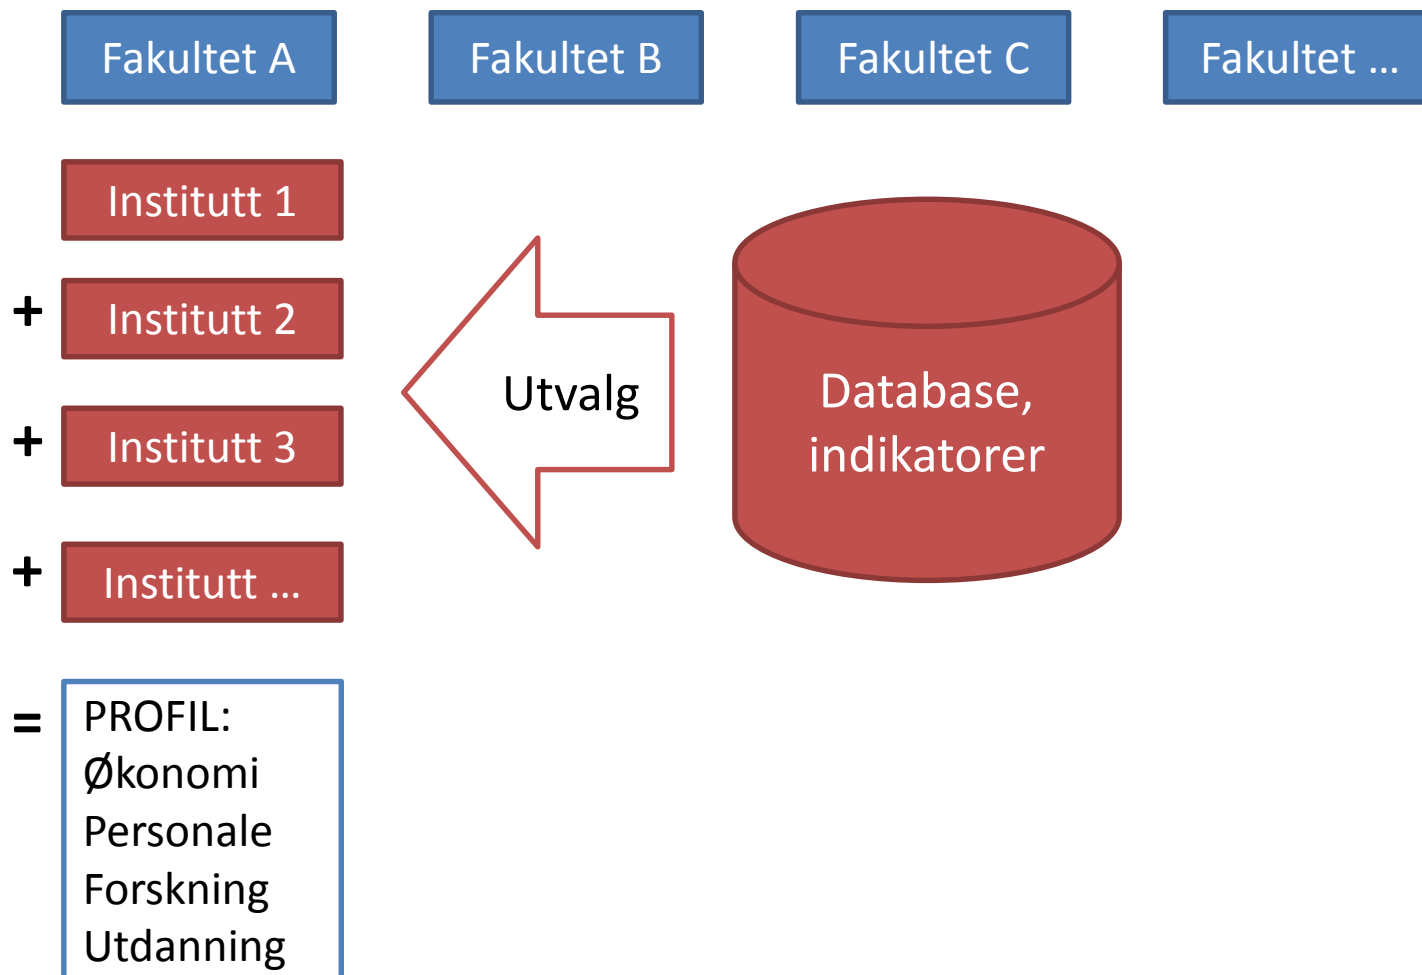 Fakultet A
Fakultet B
Fakultet C
Fakultet ...
Institutt 1
+ Institutt 2
+ Institutt 3
+ Institutt ...
Utvalg
Database,
indikatorer
= PROFIL:
Økonomi
Personale
Forskning
Utdanning